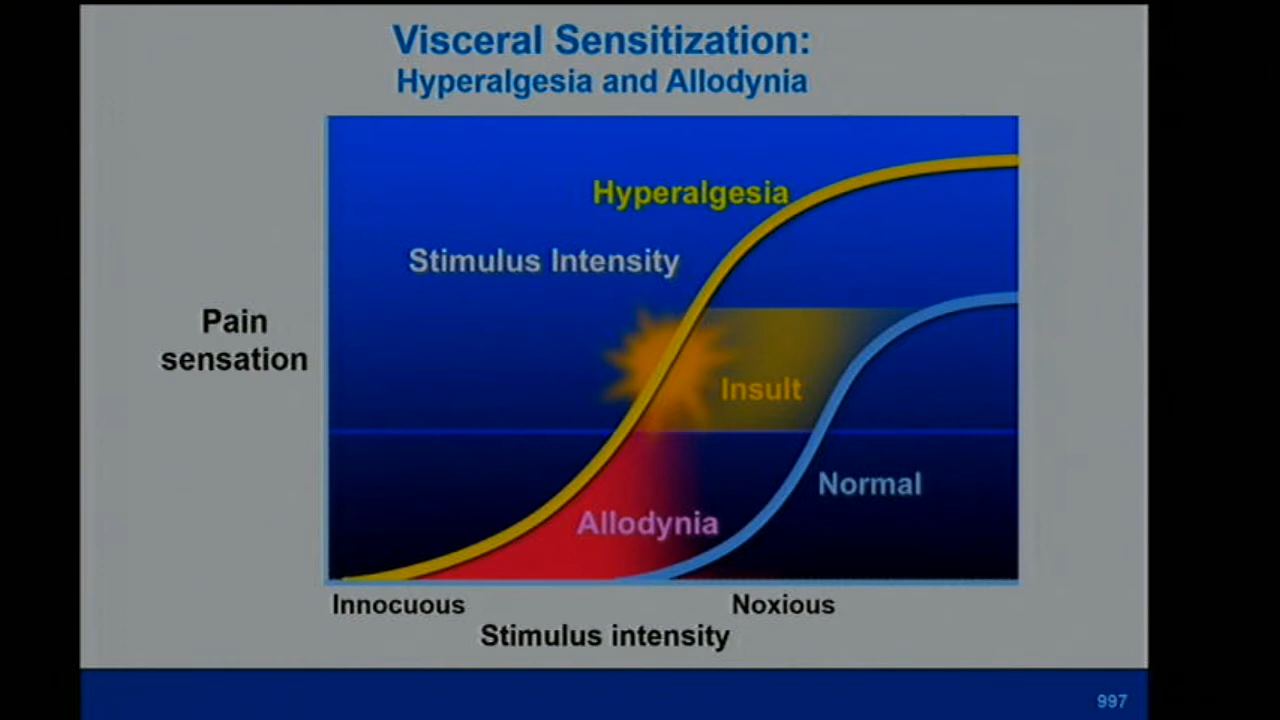 Visceral Sensitization:
Hyperalgesia and Allodynia
Hyperalgesia
Stimulus Intensity
Pain
sensation
Insult
Normal
Allodynia
Innocuous
Noxious
Stimulus intensity
997